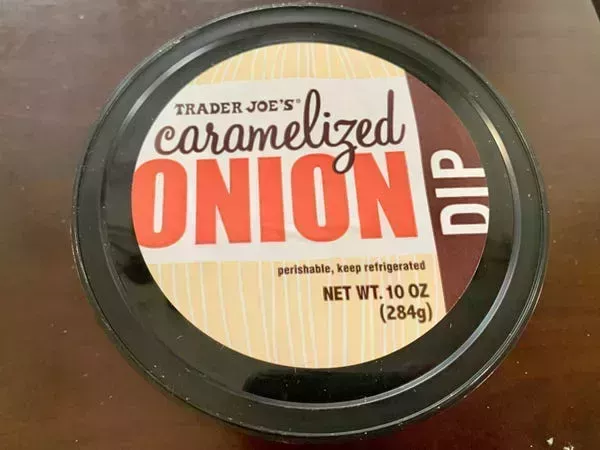 TRADER JOE'S®
caramelized
ONION
DIP
perishable, keep refrigerated
NET WT. 10 OZ
(284g)